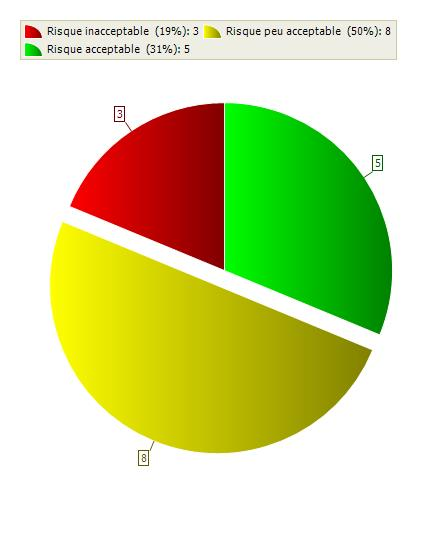 Risque inacceptable (19%): 3 Risque peu acceptable (50%): 8
Risque acceptable (31%): 5
3
5
8